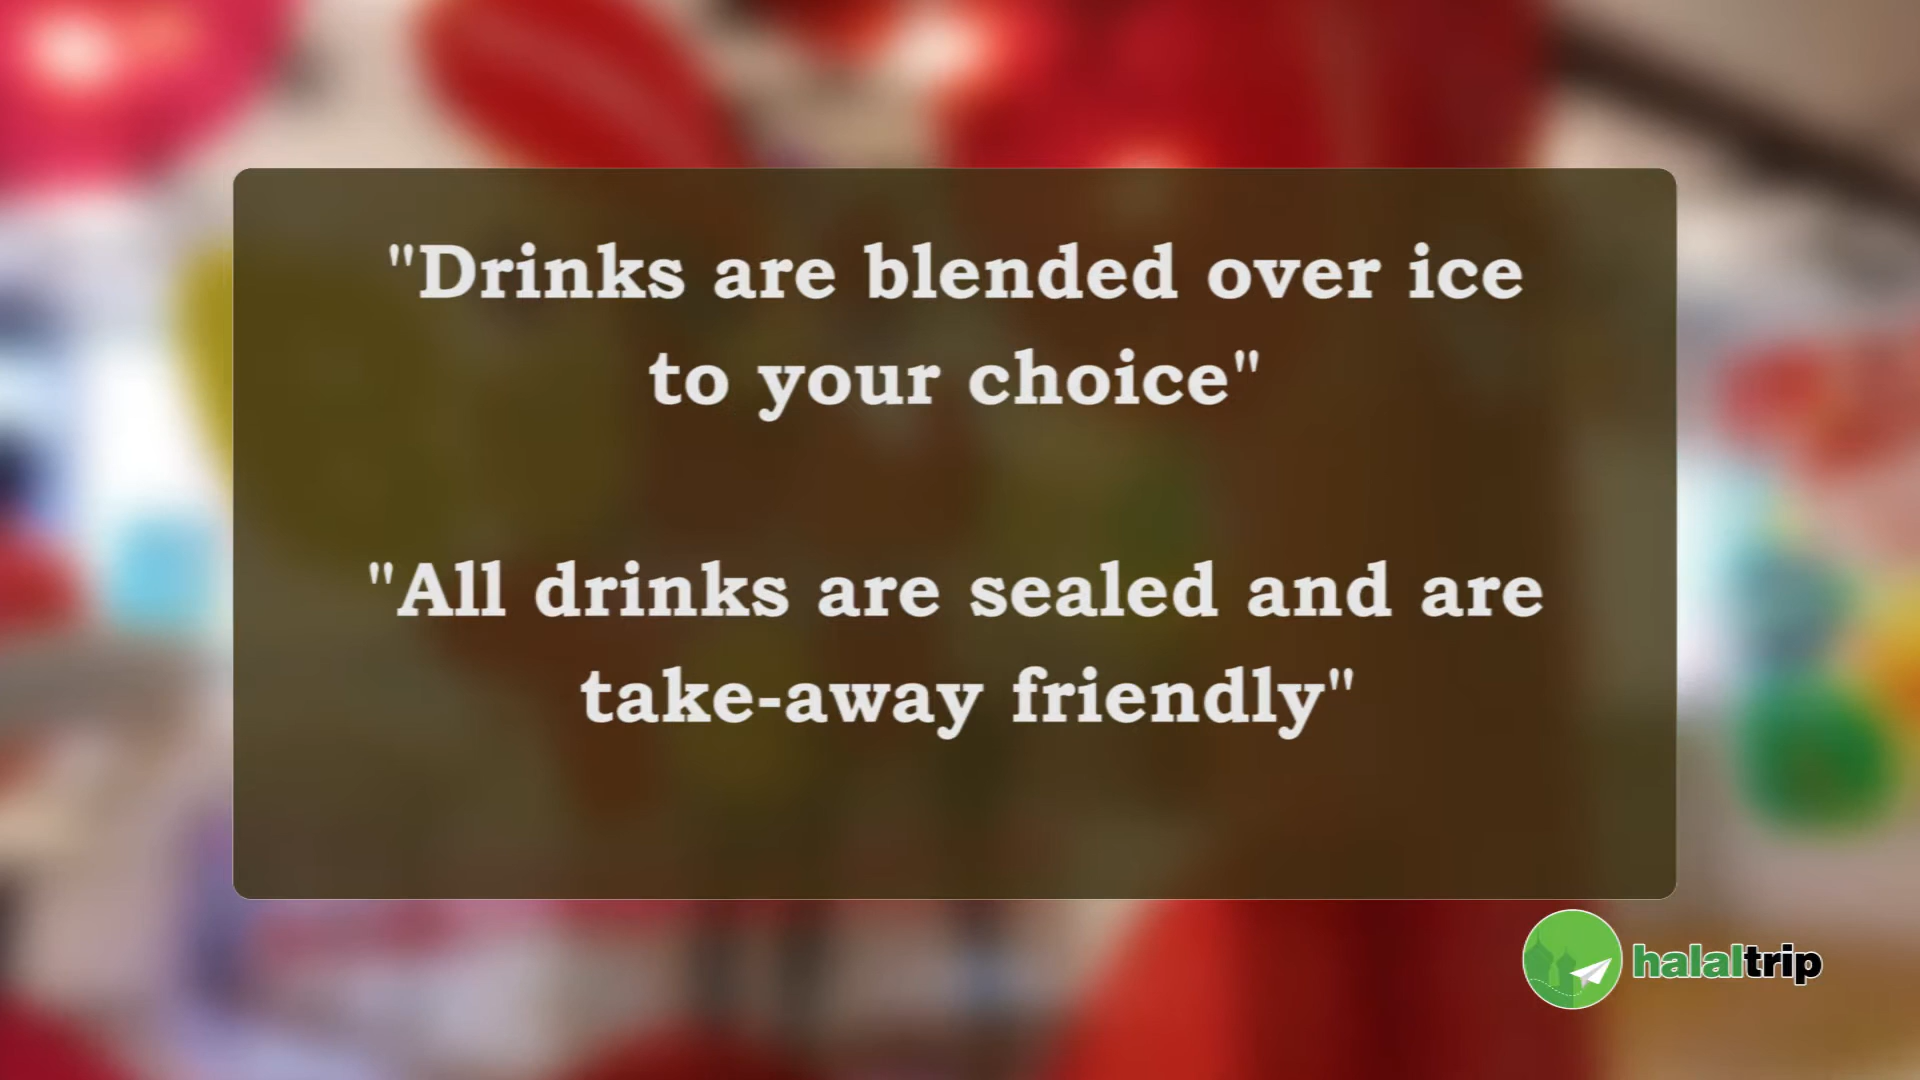 "Drinks are blended over ice
to your choice"
"All drinks are sealed and are
take-away friendly"
halaltrip